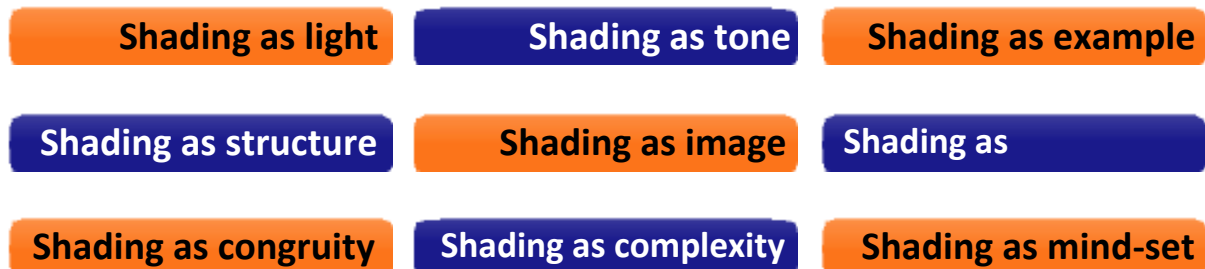 Shading as light
Shading as tone
Shading as example
Shading as structure
Shading as image
Shading as
Shading as congruity
Shading as complexity
Shading as mind-set